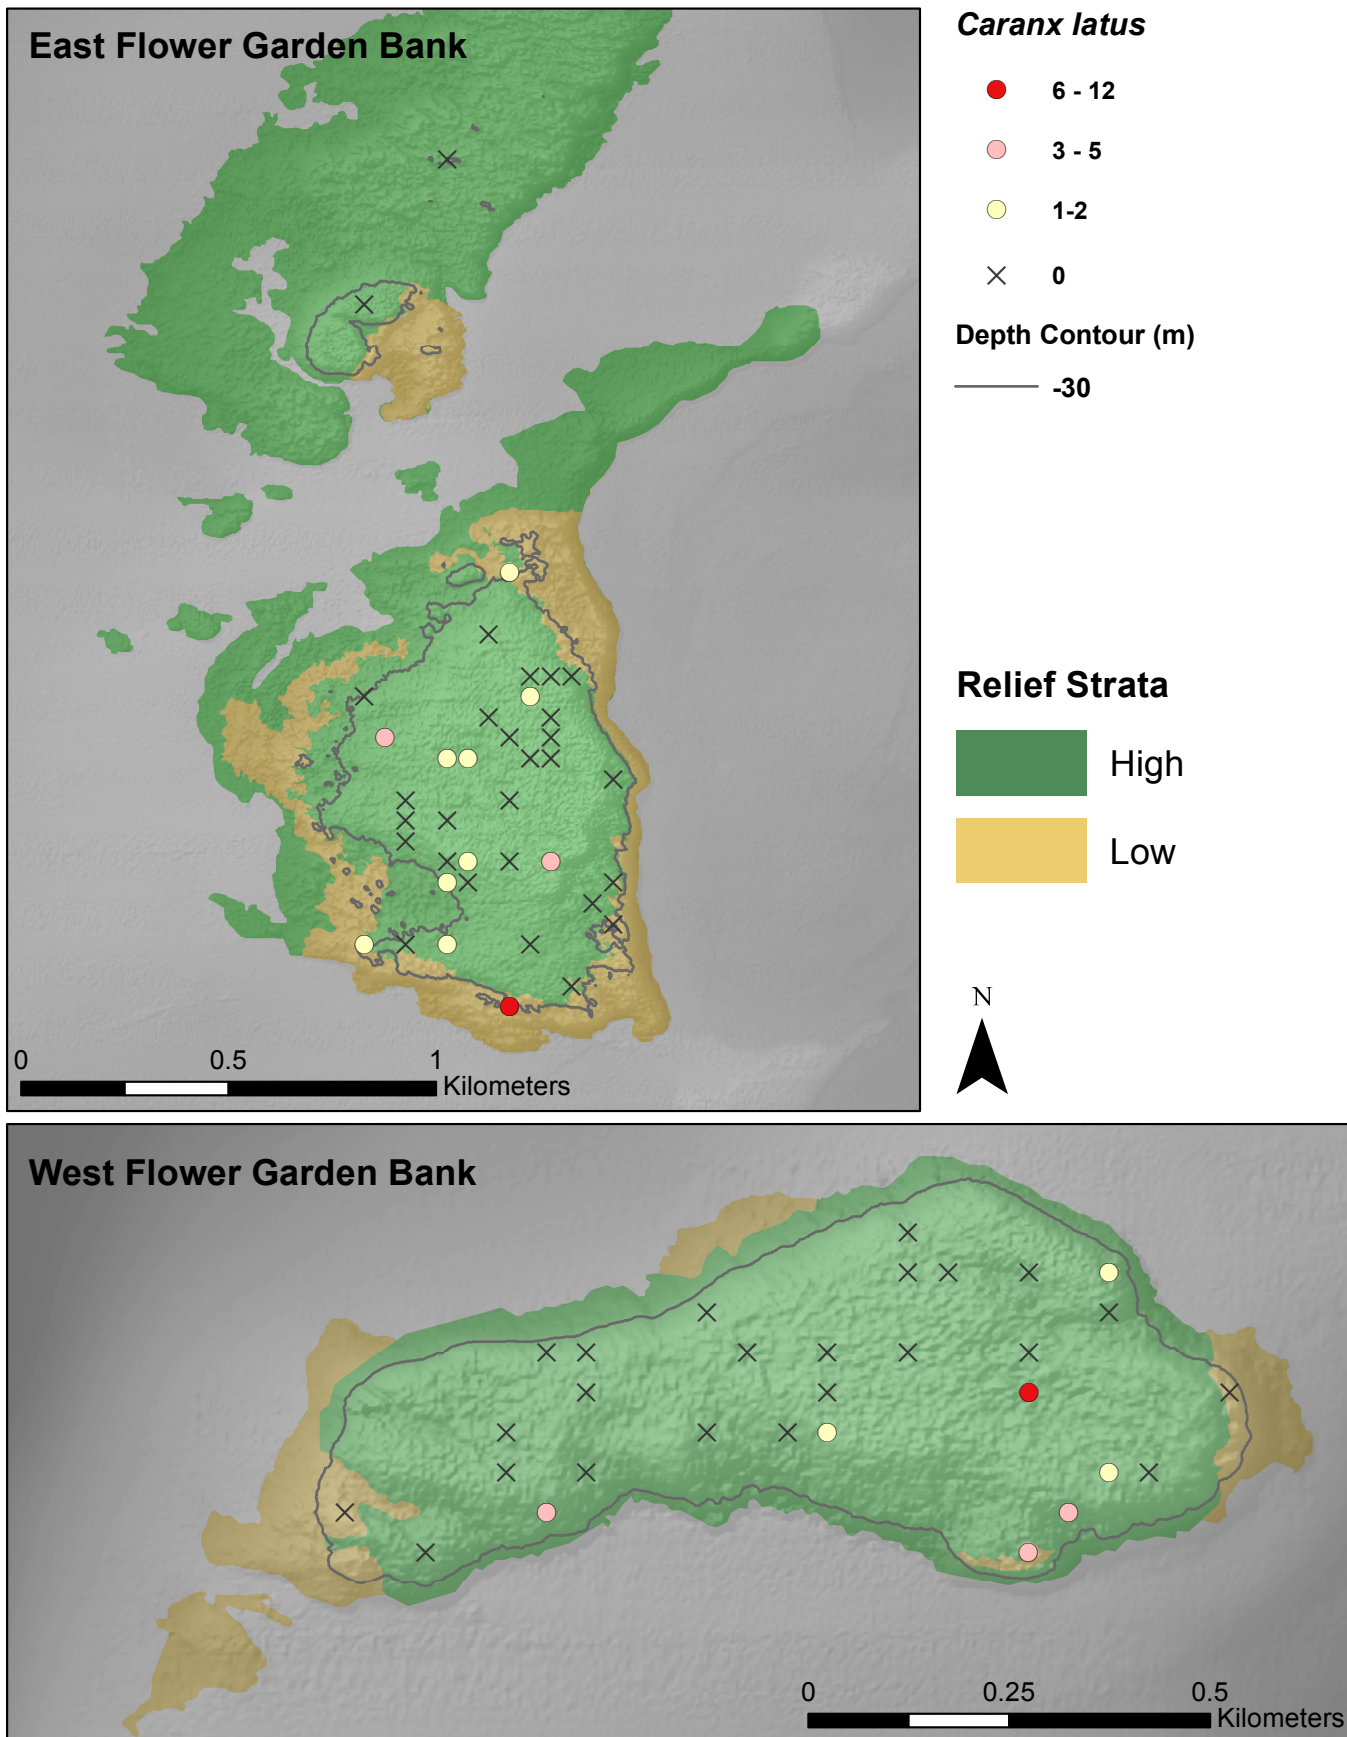 East Flower Garden Bank
Caranx latus
6 - 12
3 - 5
1-2
0
Depth Contour (m)
-30
Relief Strata
High
Low
N
0 0.5 1
Kilometers
West Flower Garden Bank
0 0.25 0.5
Kilometers